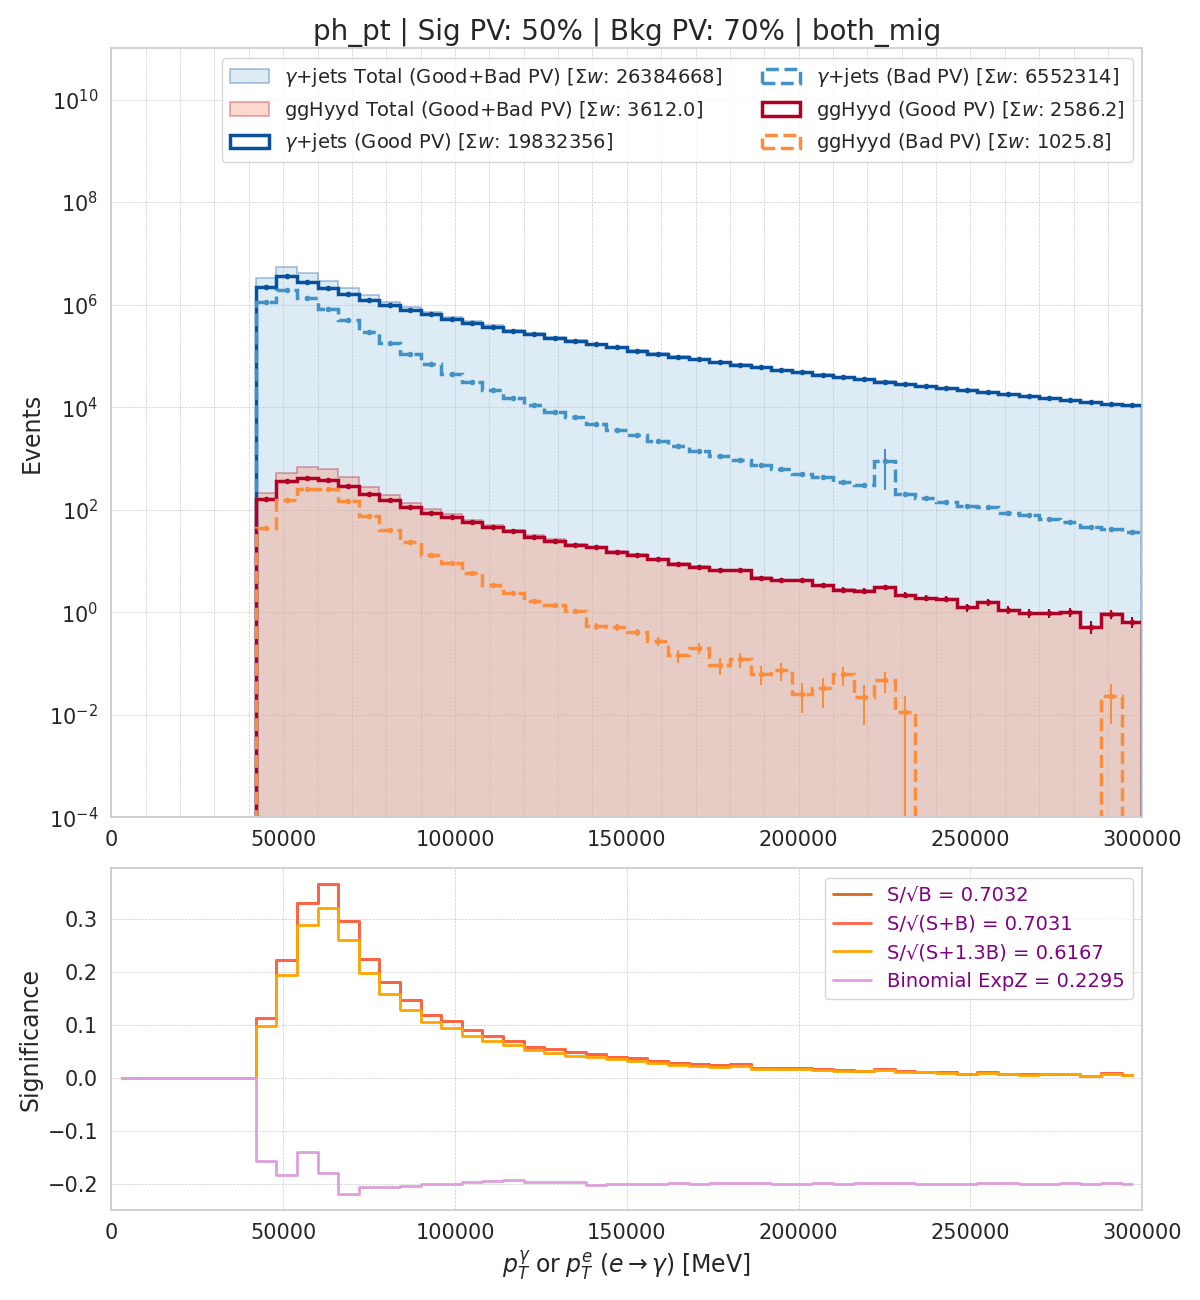 ph_pt | Sig PV: 50% | Bkg PV: 70% | both_mig
γ+jets Total (Good+Bad PV) [Σw: 26384668]
ggHyyd Total (Good+Bad PV) [Σw: 3612.0]
γ+jets (Good PV) [Σw: 19832356]
γ+jets (Bad PV) [Σw: 6552314]
ggHyyd (Good PV) [Σw: 2586.2]
ggHyyd (Bad PV) [Σw: 1025.8]
Events
10^10
10^8
10^6
10^4
10^2
10^0
10^−2
10^−4
0 50000 100000 150000 200000 250000 300000
S/√B = 0.7032
S/√(S+B) = 0.7031
S/√(S+1.3B) = 0.6167
Binomial ExpZ = 0.2295
Significance
0.3
0.2
0.1
0.0
−0.1
−0.2
0 50000 100000 150000 200000 250000 300000
p_T^γ or p_T^e (e→γ) [MeV]